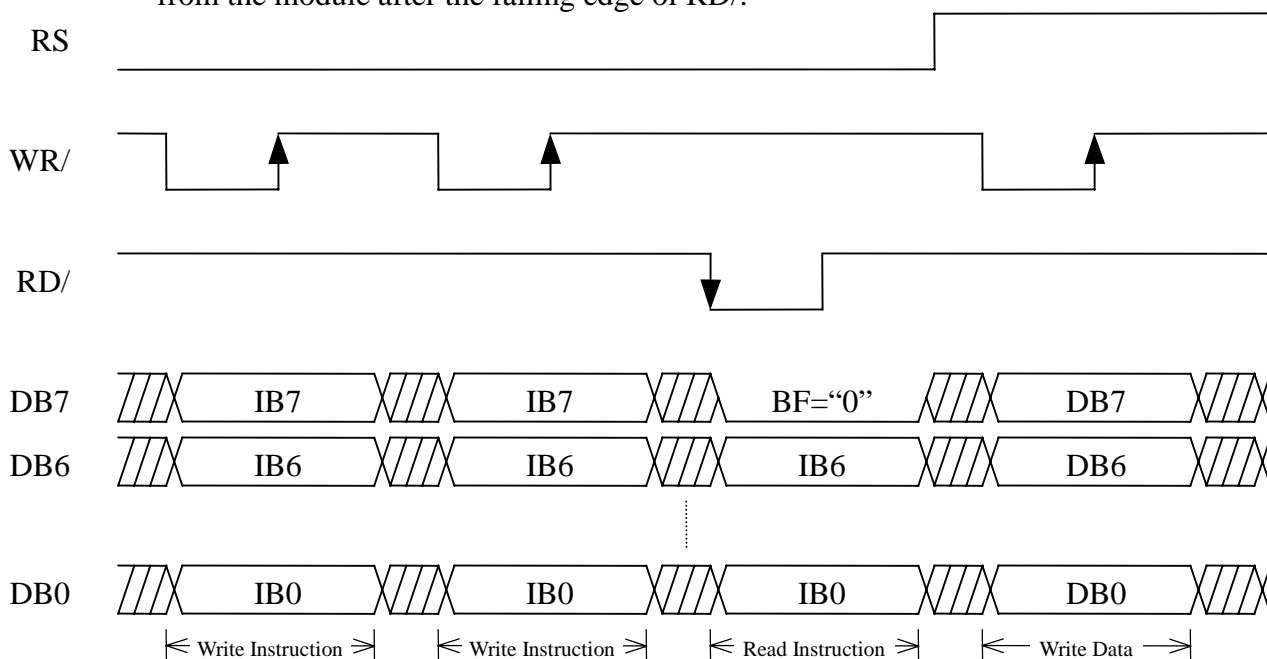 from the module after the falling edge of RD/.
RS
WR/
RD/
DB7 IB7 IB7 BF=“0” DB7
DB6 IB6 IB6 IB6 DB6
DB0 IB0 IB0 IB0 DB0
Write Instruction Write Instruction Read Instruction Write Data